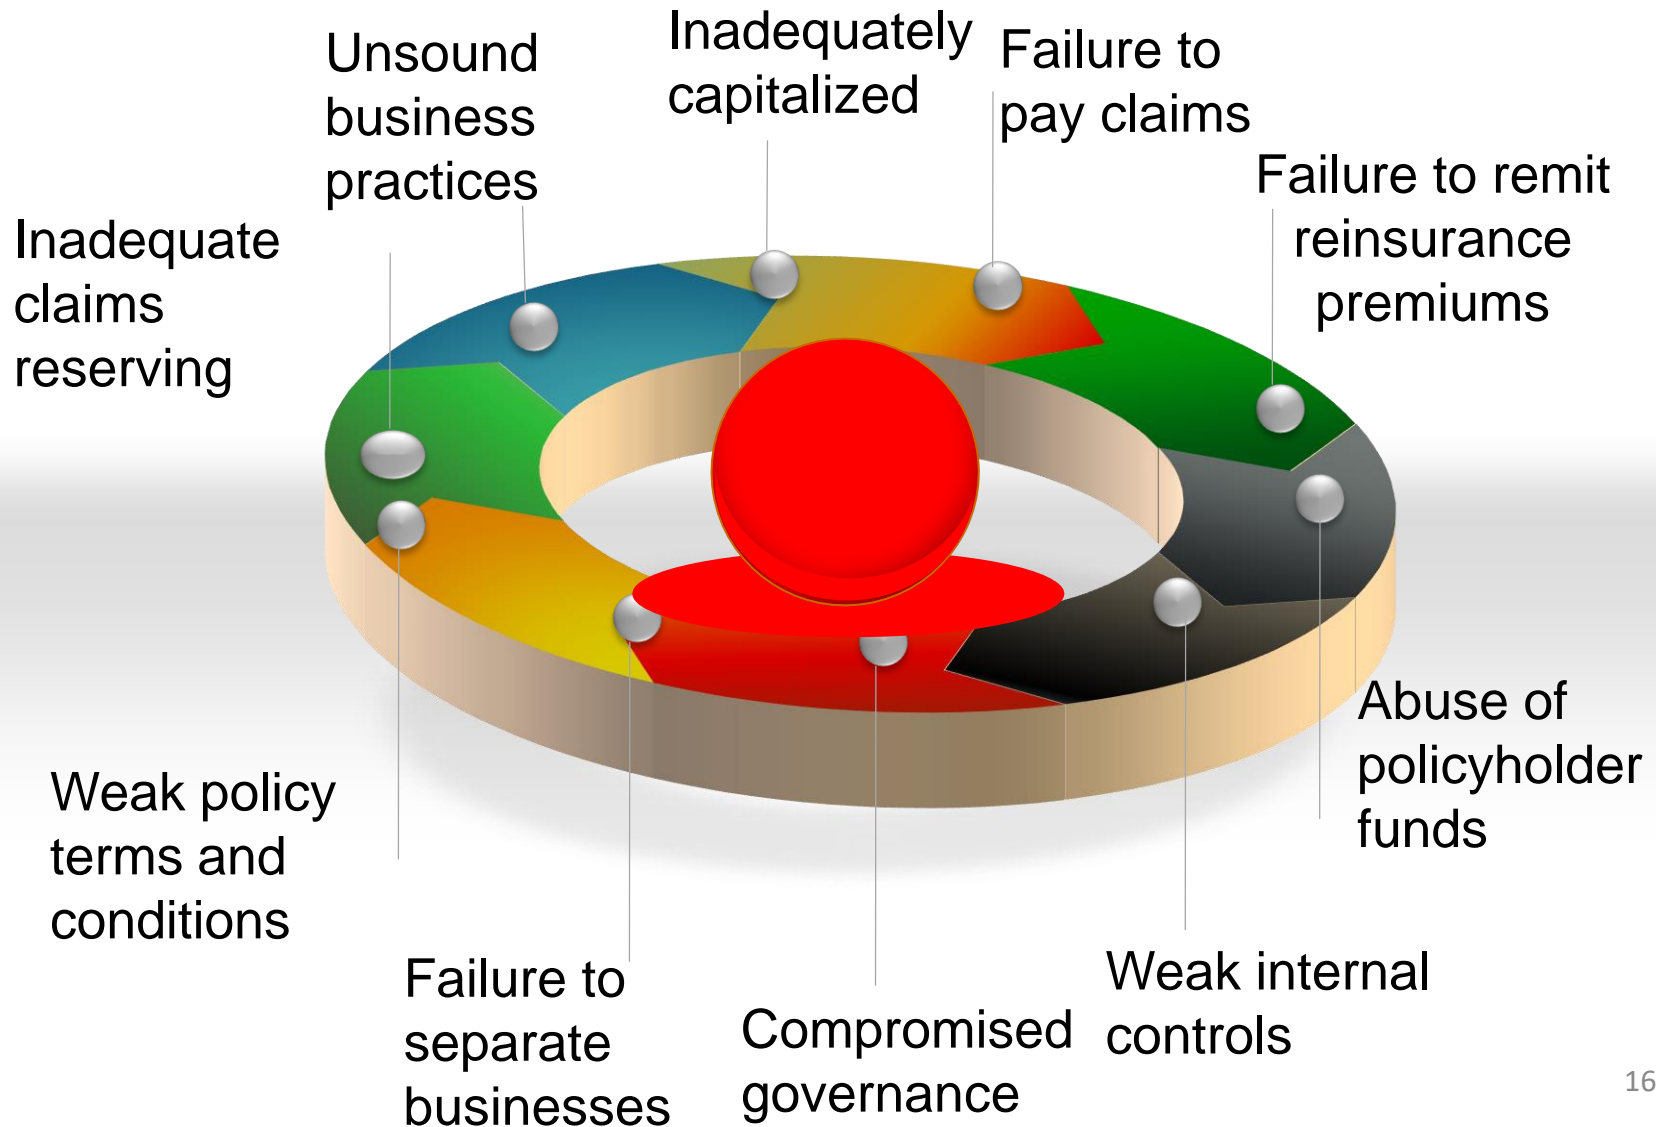 Unsound
business
practices
Inadequately
capitalized
Failure to
pay claims
Failure to remit
reinsurance
premiums
Inadequate
claims
reserving
Abuse of
policyholder
funds
Weak policy
terms and
conditions
Failure to
separate
businesses
Compromised
governance
Weak internal
controls
16